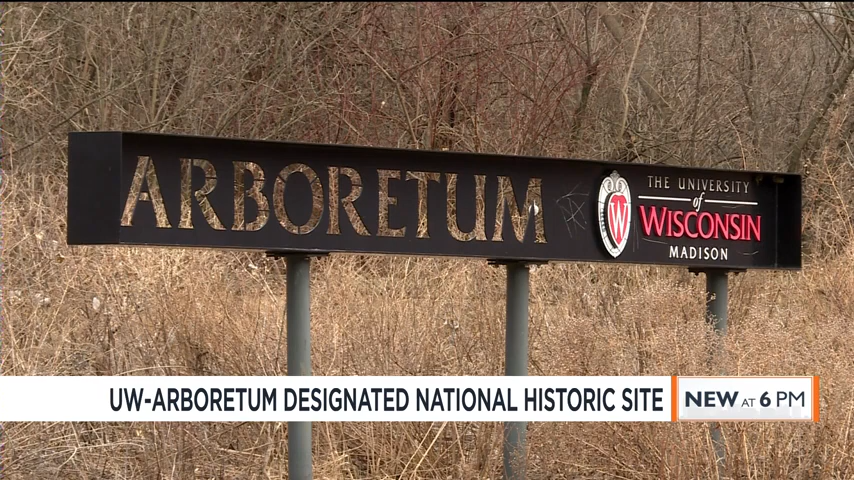 ARBORETUM
W
THE UNIVERSITY
of
WISCONSIN
MADISON
UW-ARBORETUM DESIGNATED NATIONAL HISTORIC SITE
NEW AT 6 PM